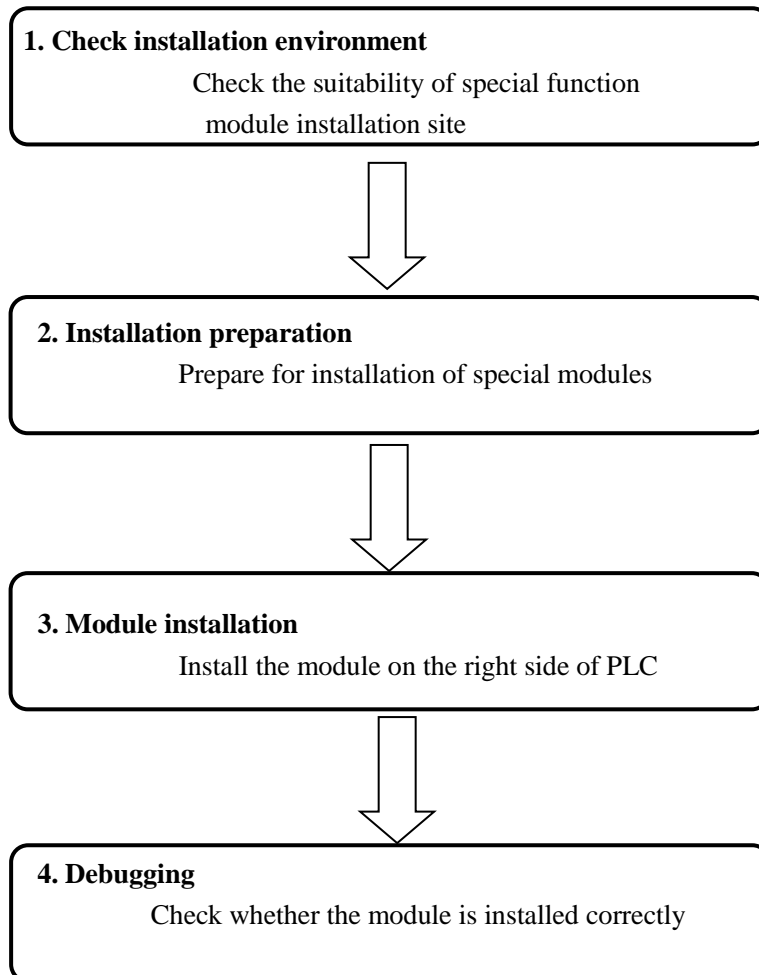 1. Check installation environment
Check the suitability of special function
module installation site
2. Installation preparation
Prepare for installation of special modules
3. Module installation
Install the module on the right side of PLC
4. Debugging
Check whether the module is installed correctly